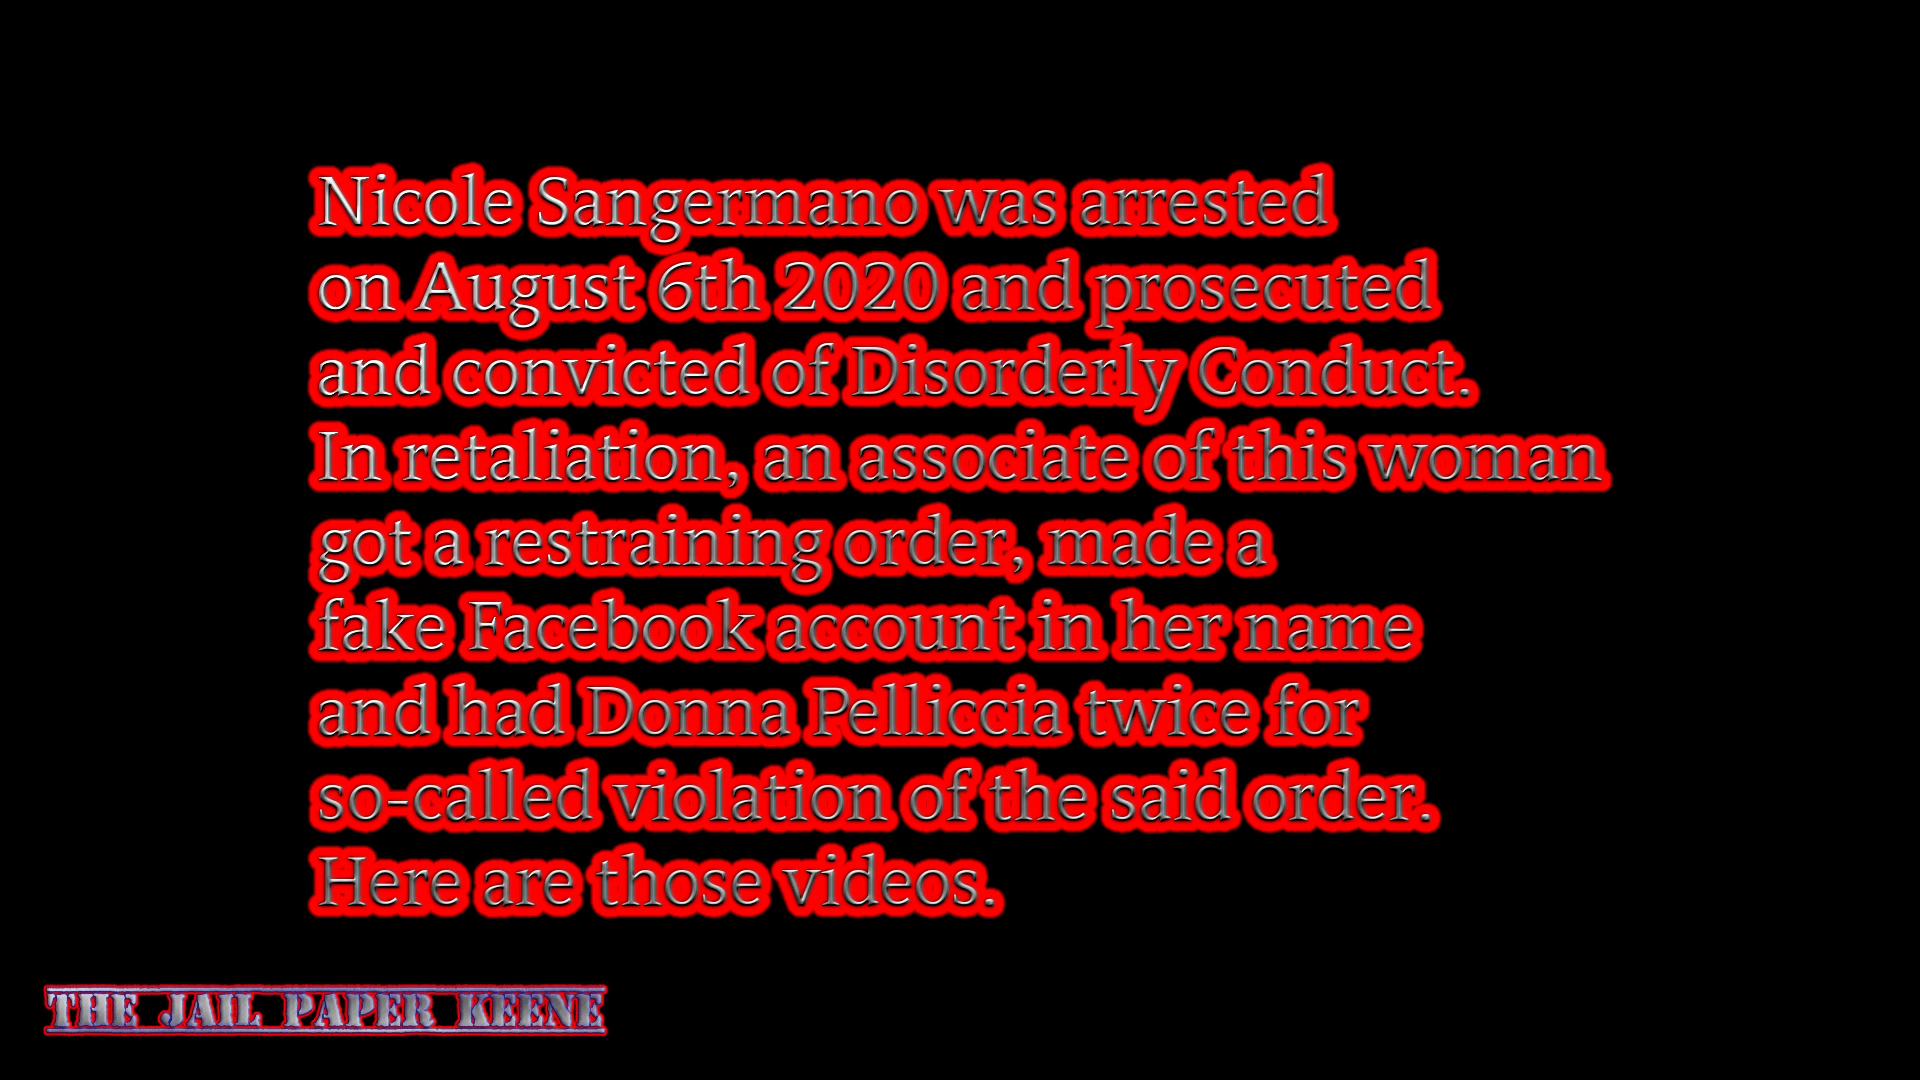 Nicole Sangermano was arrested
on August 6th 2020 and prosecuted
and convicted of Disorderly Conduct.
In retaliation, an associate of this woman
got a restraining order, made a
fake Facebook account in her name
and had Donna Pelliccia twice for
so-called violation of the said order.
Here are those videos.
THE JAIL PAPER KEENE